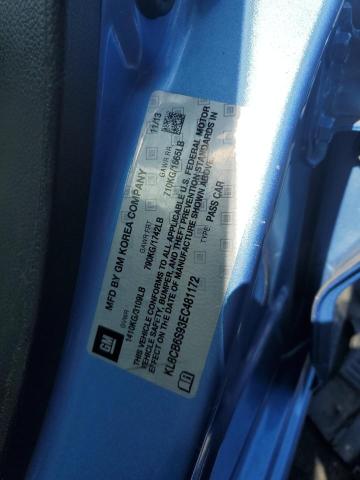 MFD BY GM KOREA COMPANY
11/13
GM
GVWR
GAWR FRT
GAWR RR
1410KG/3109LB
790KG/1742LB
710KG/1565LB
THIS VEHICLE CONFORMS TO ALL APPLICABLE U.S. FEDERAL MOTOR
VEHICLE SAFETY, BUMPER, AND THEFT PREVENTION STANDARDS IN
EFFECT ON THE DATE OF MANUFACTURE SHOWN ABOVE.
KL8CB6S93EC481172
TYPE
PASS CAR